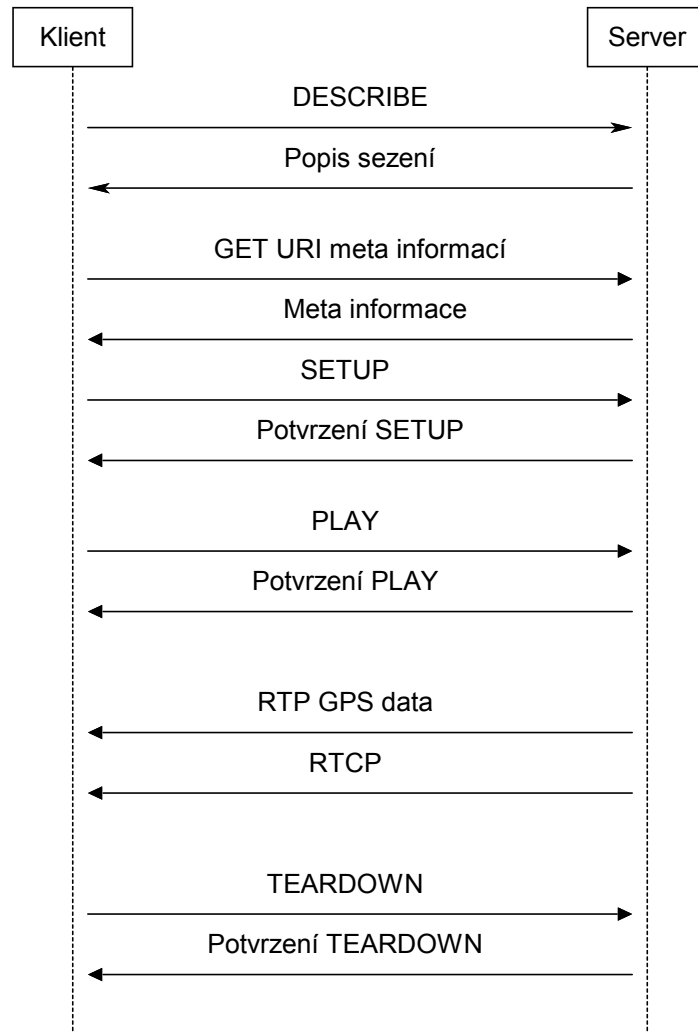 Klient
Server
DESCRIBE
Popis sezení
GET URI meta informací
Meta informace
SETUP
Potvrzení SETUP
PLAY
Potvrzení PLAY
RTP GPS data
RTCP
TEARDOWN
Potvrzení TEARDOWN